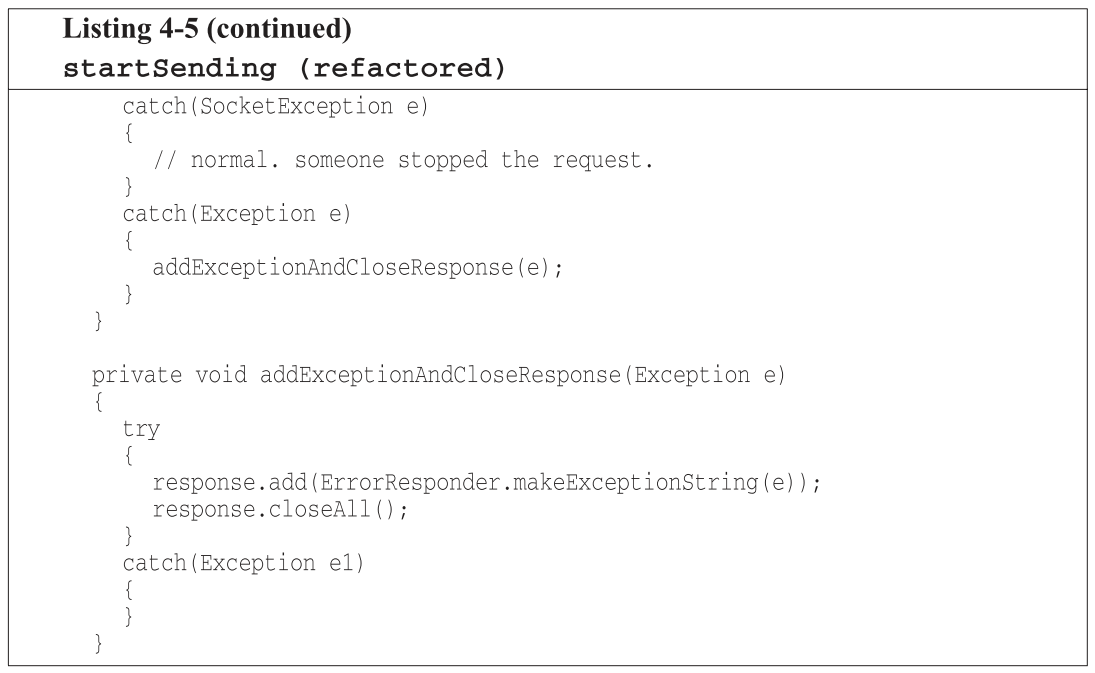 Listing 4-5 (continued)
startSending (refactored)
catch(SocketException e)
{
// normal. someone stopped the request.
}
catch(Exception e)
{
addExceptionAndCloseResponse(e);
}
}
private void addExceptionAndCloseResponse(Exception e)
{
try
{
response.add(ErrorResponder.makeExceptionString(e));
response.closeAll();
}
catch(Exception e1)
{
}
}